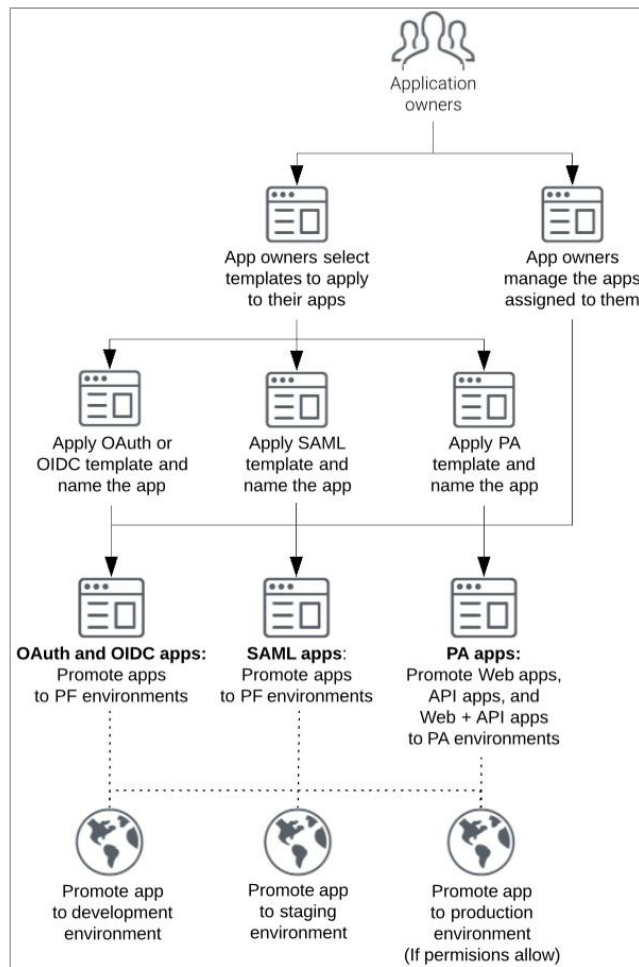 Application
owners
App owners select
templates to apply
to their apps
App owners
manage the apps
assigned to them
Apply OAuth or
OIDC template and
name the app
Apply SAML
template and
name the app
Apply PA
template and
name the app
OAuth and OIDC apps:
Promote apps
to PF environments
SAML apps:
Promote apps
to PF environments
PA apps:
Promote Web apps,
API apps, and
Web + API apps
to PA environments
Promote app
to development
environment
Promote app
to staging
environment
Promote app
to production
environment
(If permisions allow)